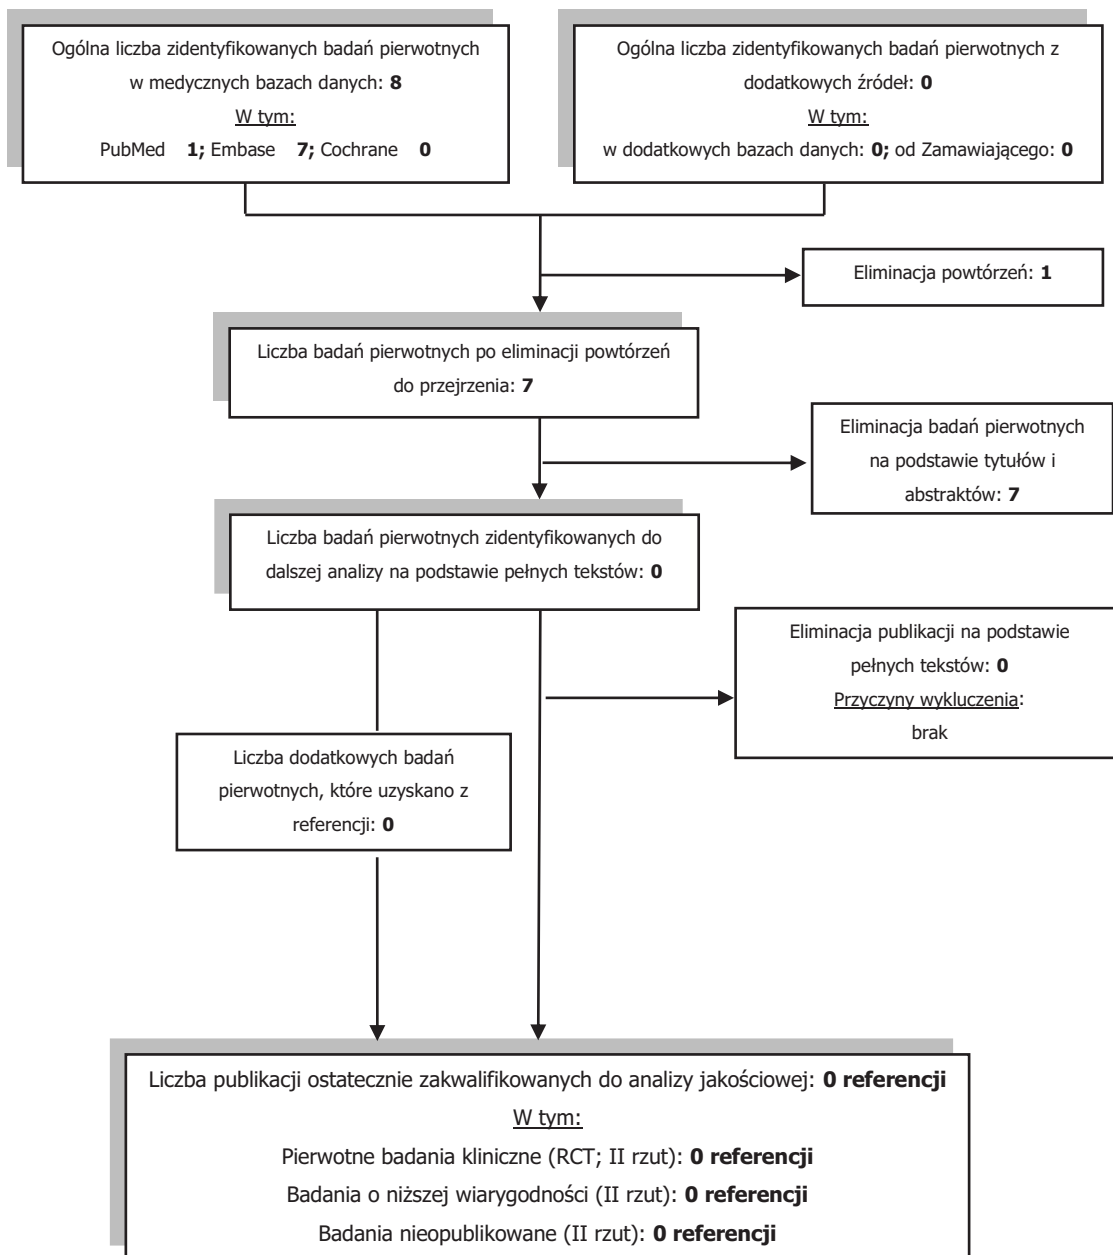 Ogólna liczba zidentyfikowanych badań pierwotnych
w medycznych bazach danych: 8
W tym:
PubMed 1; Embase 7; Cochrane 0
Ogólna liczba zidentyfikowanych badań pierwotnych z
dodatkowych źródeł: 0
W tym:
w dodatkowych bazach danych: 0; od Zamawiającego: 0
Eliminacja powtórzeń: 1
Liczba badań pierwotnych po eliminacji powtórzeń
do przejrzenia: 7
Eliminacja badań pierwotnych
na podstawie tytułów i
abstraktów: 7
Liczba badań pierwotnych zidentyfikowanych do
dalszej analizy na podstawie pełnych tekstów: 0
Eliminacja publikacji na podstawie
pełnych tekstów: 0
Przyczyny wykluczenia:
brak
Liczba dodatkowych badań
pierwotnych, które uzyskano z
referencji: 0
Liczba publikacji ostatecznie zakwalifikowanych do analizy jakościowej: 0 referencji
W tym:
Pierwotne badania kliniczne (RCT; II rzut): 0 referencji
Badania o niższej wiarygodności (II rzut): 0 referencji
Badania nieopublikowane (II rzut): 0 referencji